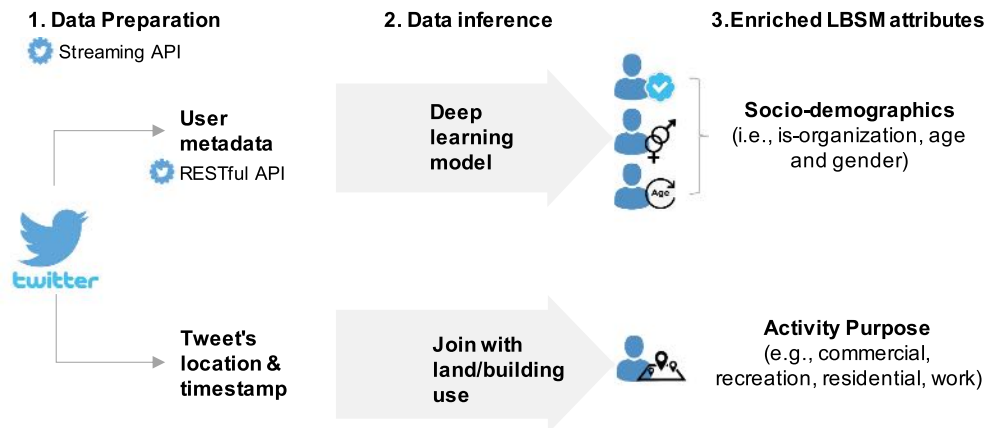 1. Data Preparation
Streaming API
2. Data inference
3.Enriched LBSM attributes
User
metadata
RESTful API
Deep
learning
model
Age
Socio-demographics
(i.e., is-organization, age
and gender)
twitter
Tweet's
location &
timestamp
Join with
land/building
use
Activity Purpose
(e.g., commercial,
recreation, residential, work)